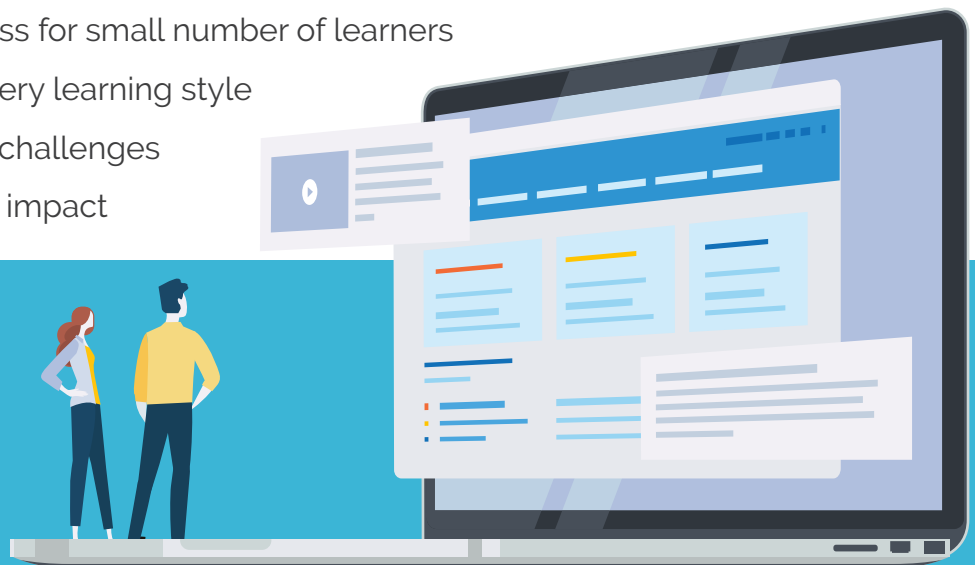 ss for small number of learners
ery learning style
challenges
impact